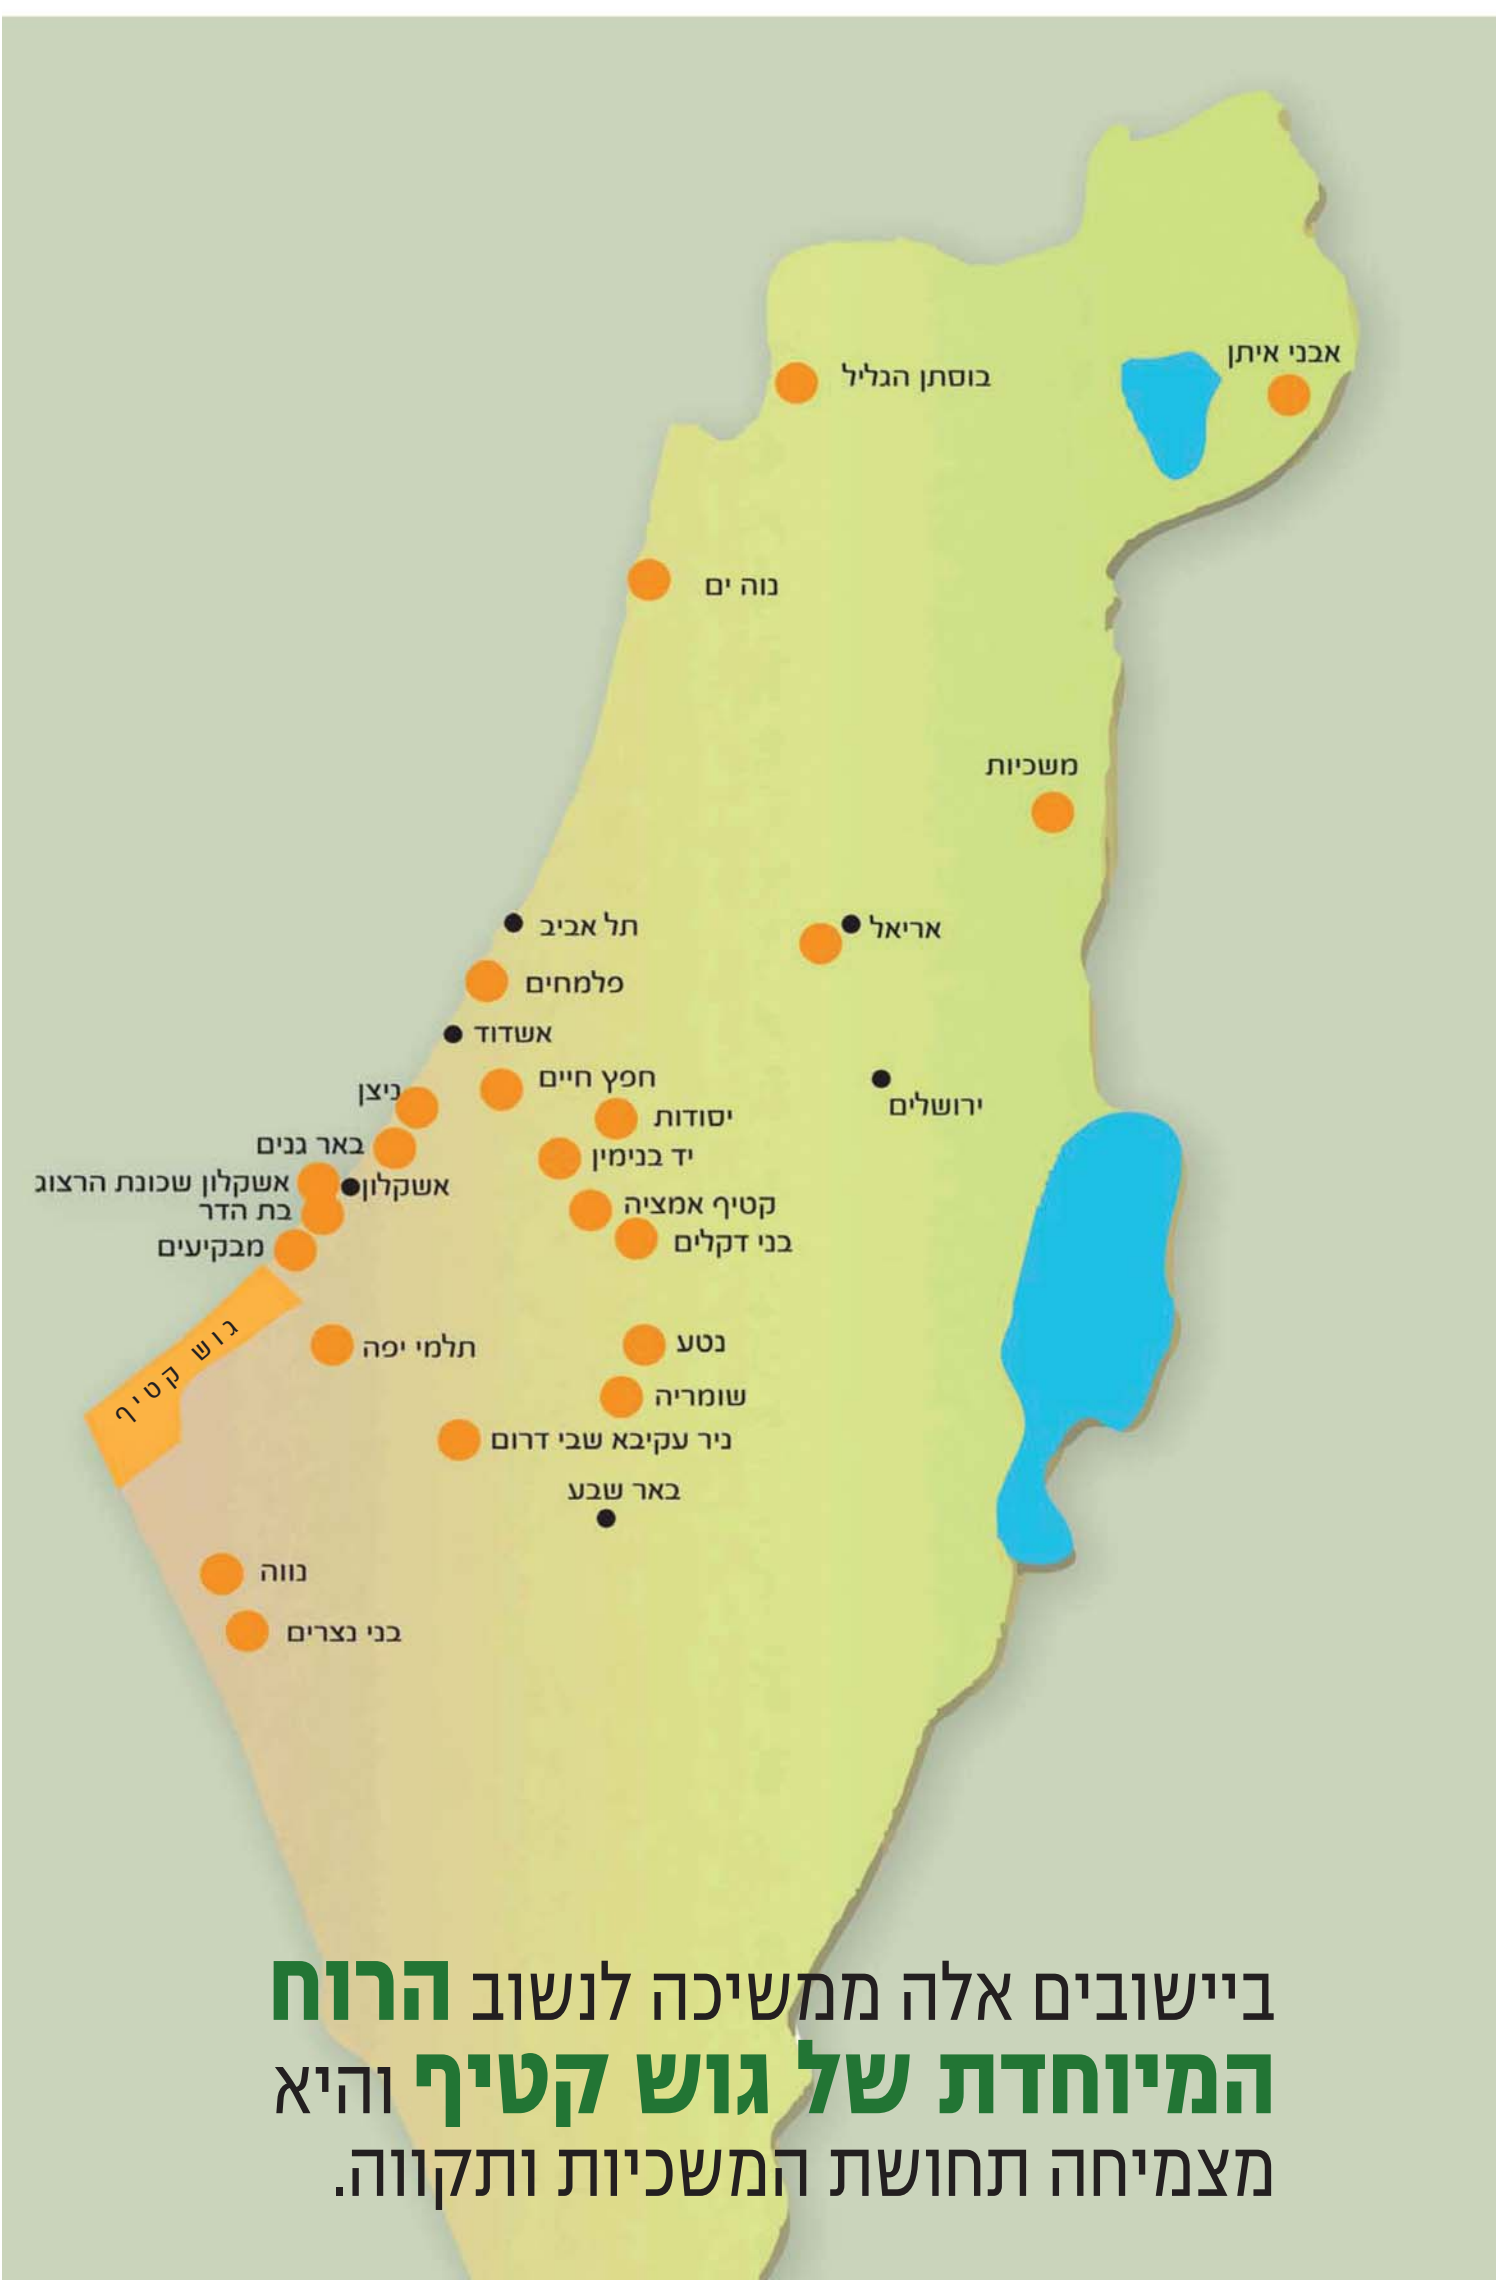 אבני איתן
בוסתן הגליל
נוה ים
משכיות
תל אביב
אריאל
פלמחים
אשדוד
חפץ חיים
ניצן
ירושלים
יסודות
באר גנים
יד בנימין
אשקלון שכונת הרצוג
אשקלון
בת הדר
קטיף אמציה
בני דקלים
מבקיעים
גוש קטיף
תלמי יפה
נטע
שומריה
ניר עקיבא שבי דרום
באר שבע
נווה
בני נצרים
ביישובים אלה ממשיכה לנשוב הרוח
המיוחדת של גוש קטיף והיא
מצמיחה תחושת המשכיות ותקווה.